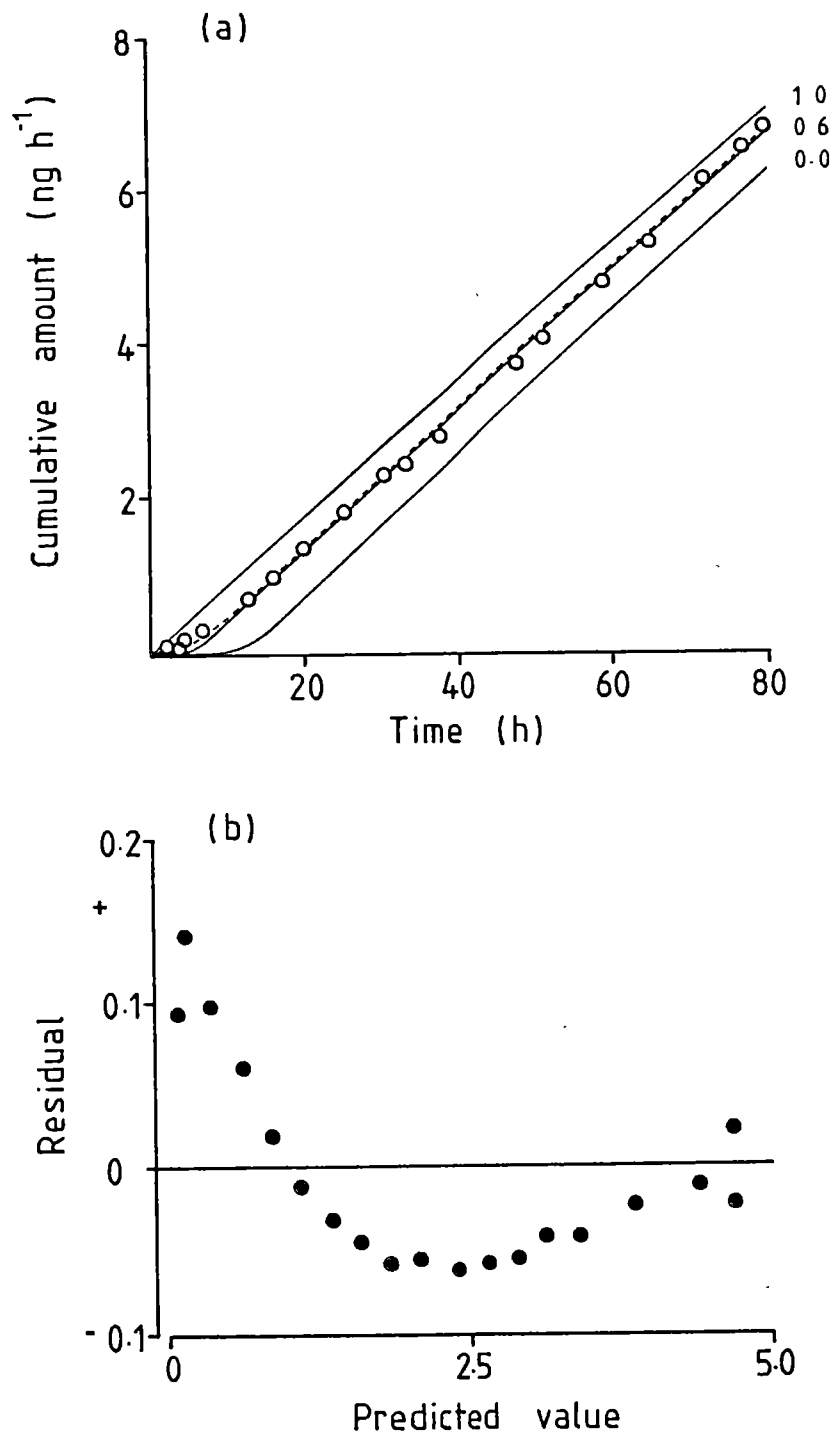 (a)
8
6
4
2
Cumulative amount (ng h⁻¹)
1 0
0 6
0·0
20 40 60 80
Time (h)
(b)
0·2
+
0·1
0
- 0·1
Residual
0 2·5 5·0
Predicted value